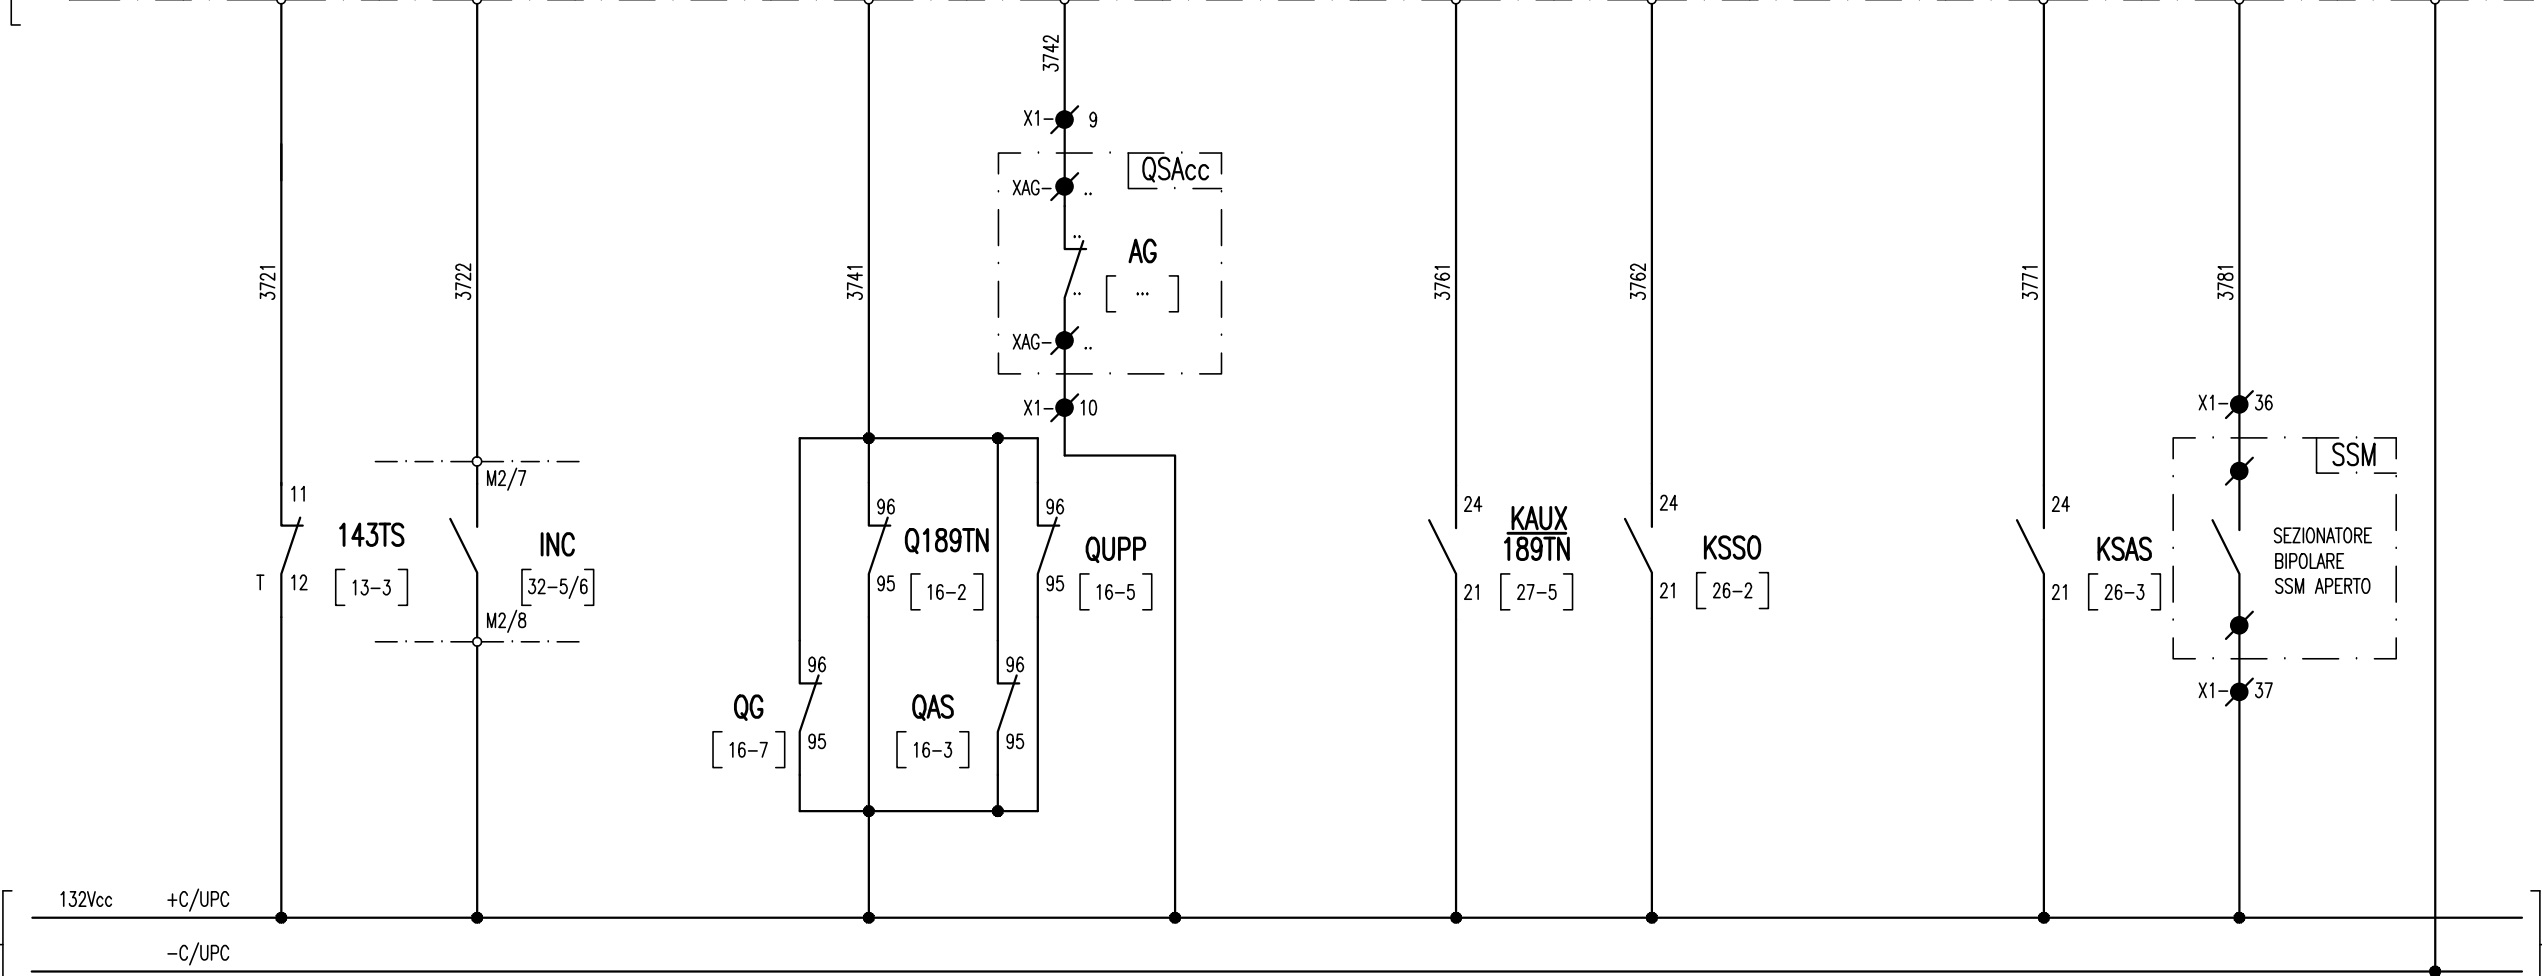 3742
X1- 9
QSAcc
XAG- ..
..
AG
3721
3722
3741
..
[ ... ]
3761
3762
3771
3781
XAG- ..
X1- 10
X1- 36
SSM
M2/7
11
96
96
24
24
24
143TS
INC
Q189TN
QUPP
KAUX
189TN
KSSO
KSAS
SEZIONATORE
BIPOLARE
SSM APERTO
T 12
[13-3]
[32-5/6]
95
[16-2]
95
[16-5]
21
[27-5]
21
[26-2]
21
[26-3]
M2/8
96
96
QG
QAS
X1- 37
[16-7]
95
[16-3]
95
132Vcc +C/UPC
-C/UPC